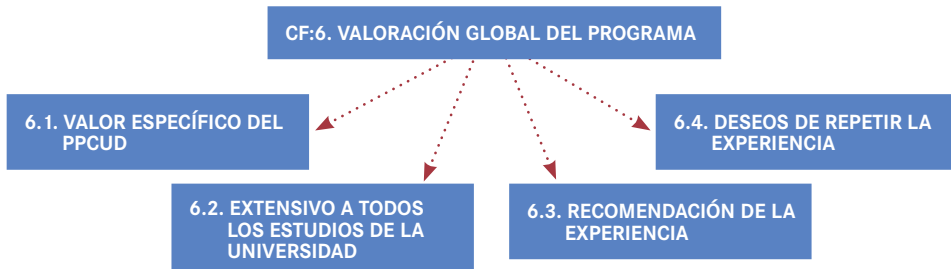 CF:6. VALORACIÓN GLOBAL DEL PROGRAMA
6.1. VALOR ESPECÍFICO DEL
PPCUD
6.2. EXTENSIVO A TODOS
LOS ESTUDIOS DE LA
UNIVERSIDAD
6.3. RECOMENDACIÓN DE LA
EXPERIENCIA
6.4. DESEOS DE REPETIR LA
EXPERIENCIA